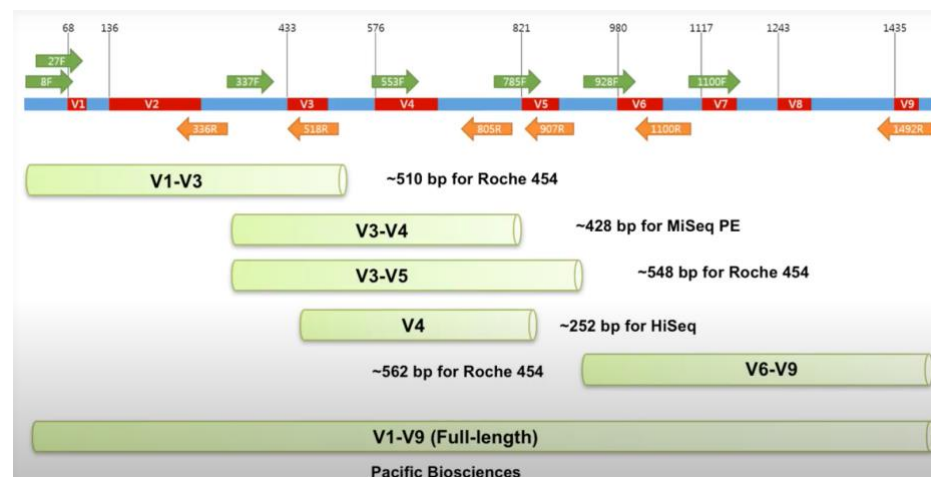 68 136 433 576 821 980 1117 1243 1435
27F
8F 337F 553F 785F 928F 1100F
V1 V2 V3 V4 V5 V6 V7 V8 V9
336R 518R 805R 907R 1100R 1492R
V1-V3 ~510 bp for Roche 454
V3-V4 ~428 bp for MiSeq PE
V3-V5 ~548 bp for Roche 454
V4 ~252 bp for HiSeq
~562 bp for Roche 454 V6-V9
V1-V9 (Full-length)
Pacific Biosciences